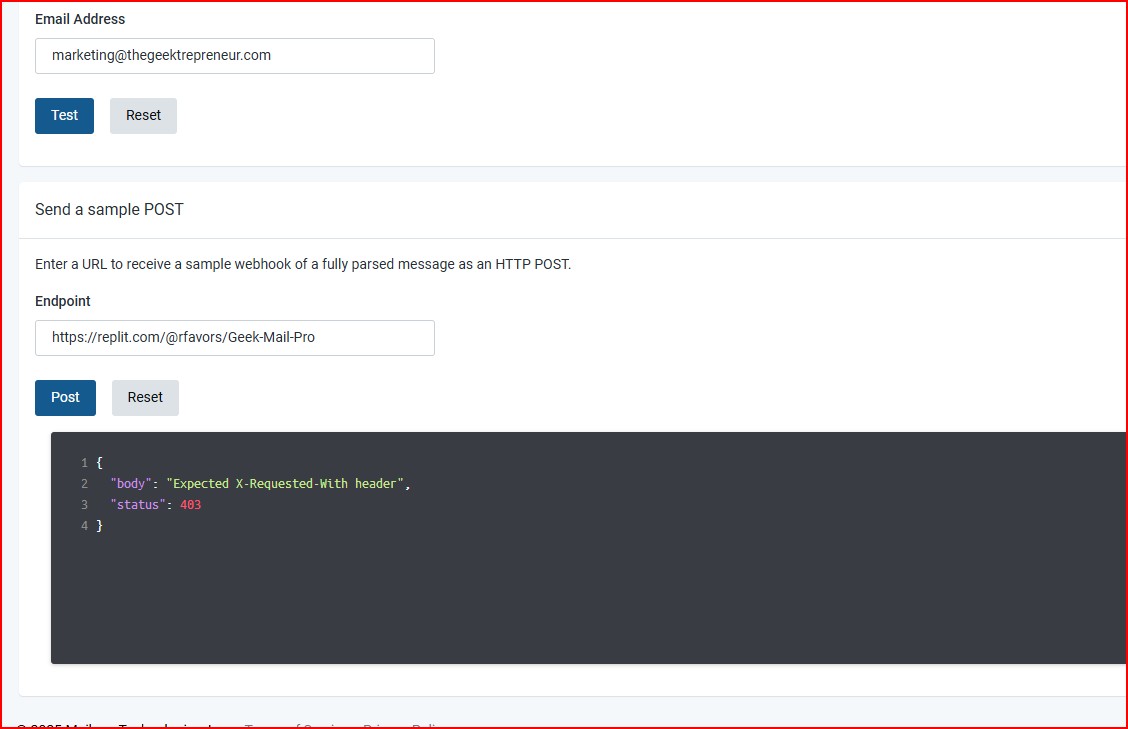 Email Address
marketing@thegeektrepreneur.com
Test Reset
Send a sample POST
Enter a URL to receive a sample webhook of a fully parsed message as an HTTP POST.
Endpoint
https://replit.com/@rfavors/Geek-Mail-Pro
Post Reset
1 {
2 "body": "Expected X-Requested-With header",
3 "status": 403
4 }